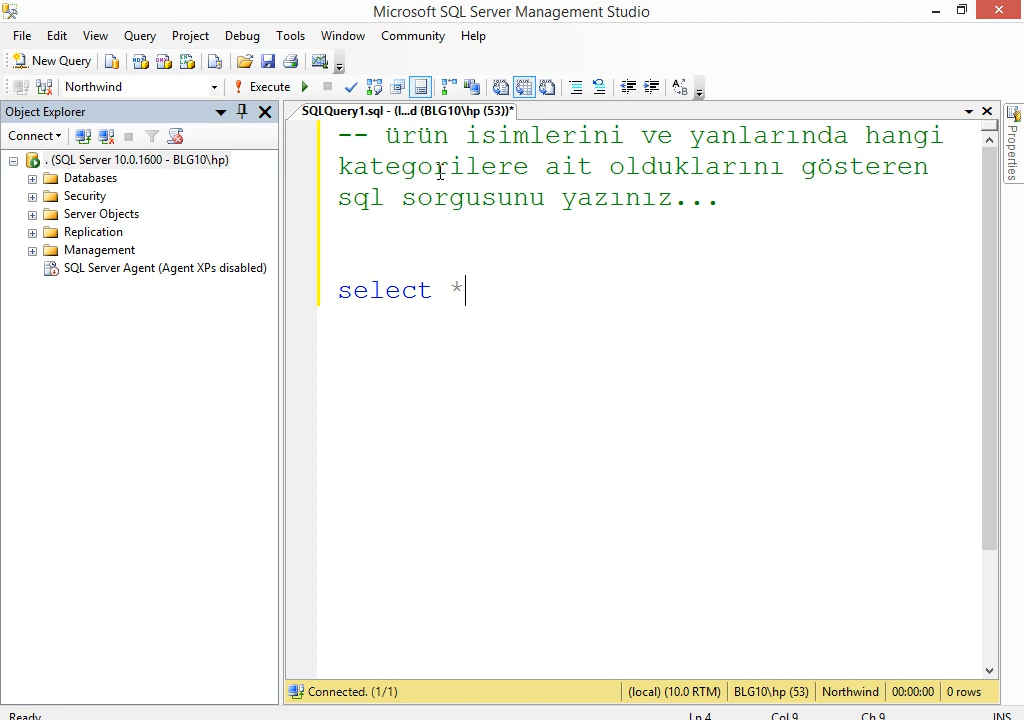 Microsoft SQL Server Management Studio
File Edit View Query Project Debug Tools Window Community Help
New Query
Northwind Execute
Object Explorer
SQLQuery1.sql - (l...d (BLG10\hp (53))*
Connect
. (SQL Server 10.0.1600 - BLG10\hp)
Databases
Security
Server Objects
Replication
Management
SQL Server Agent (Agent XPs disabled)
-- ürün isimlerini ve yanlarında hangi
kategorilere ait olduklarını gösteren
sql sorgusunu yazınız...
select *
Properties
Connected. (1/1) (local) (10.0 RTM) BLG10\hp (53) Northwind 00:00:00 0 rows
Ready Ln 4 Col 9 Ch 9 INS